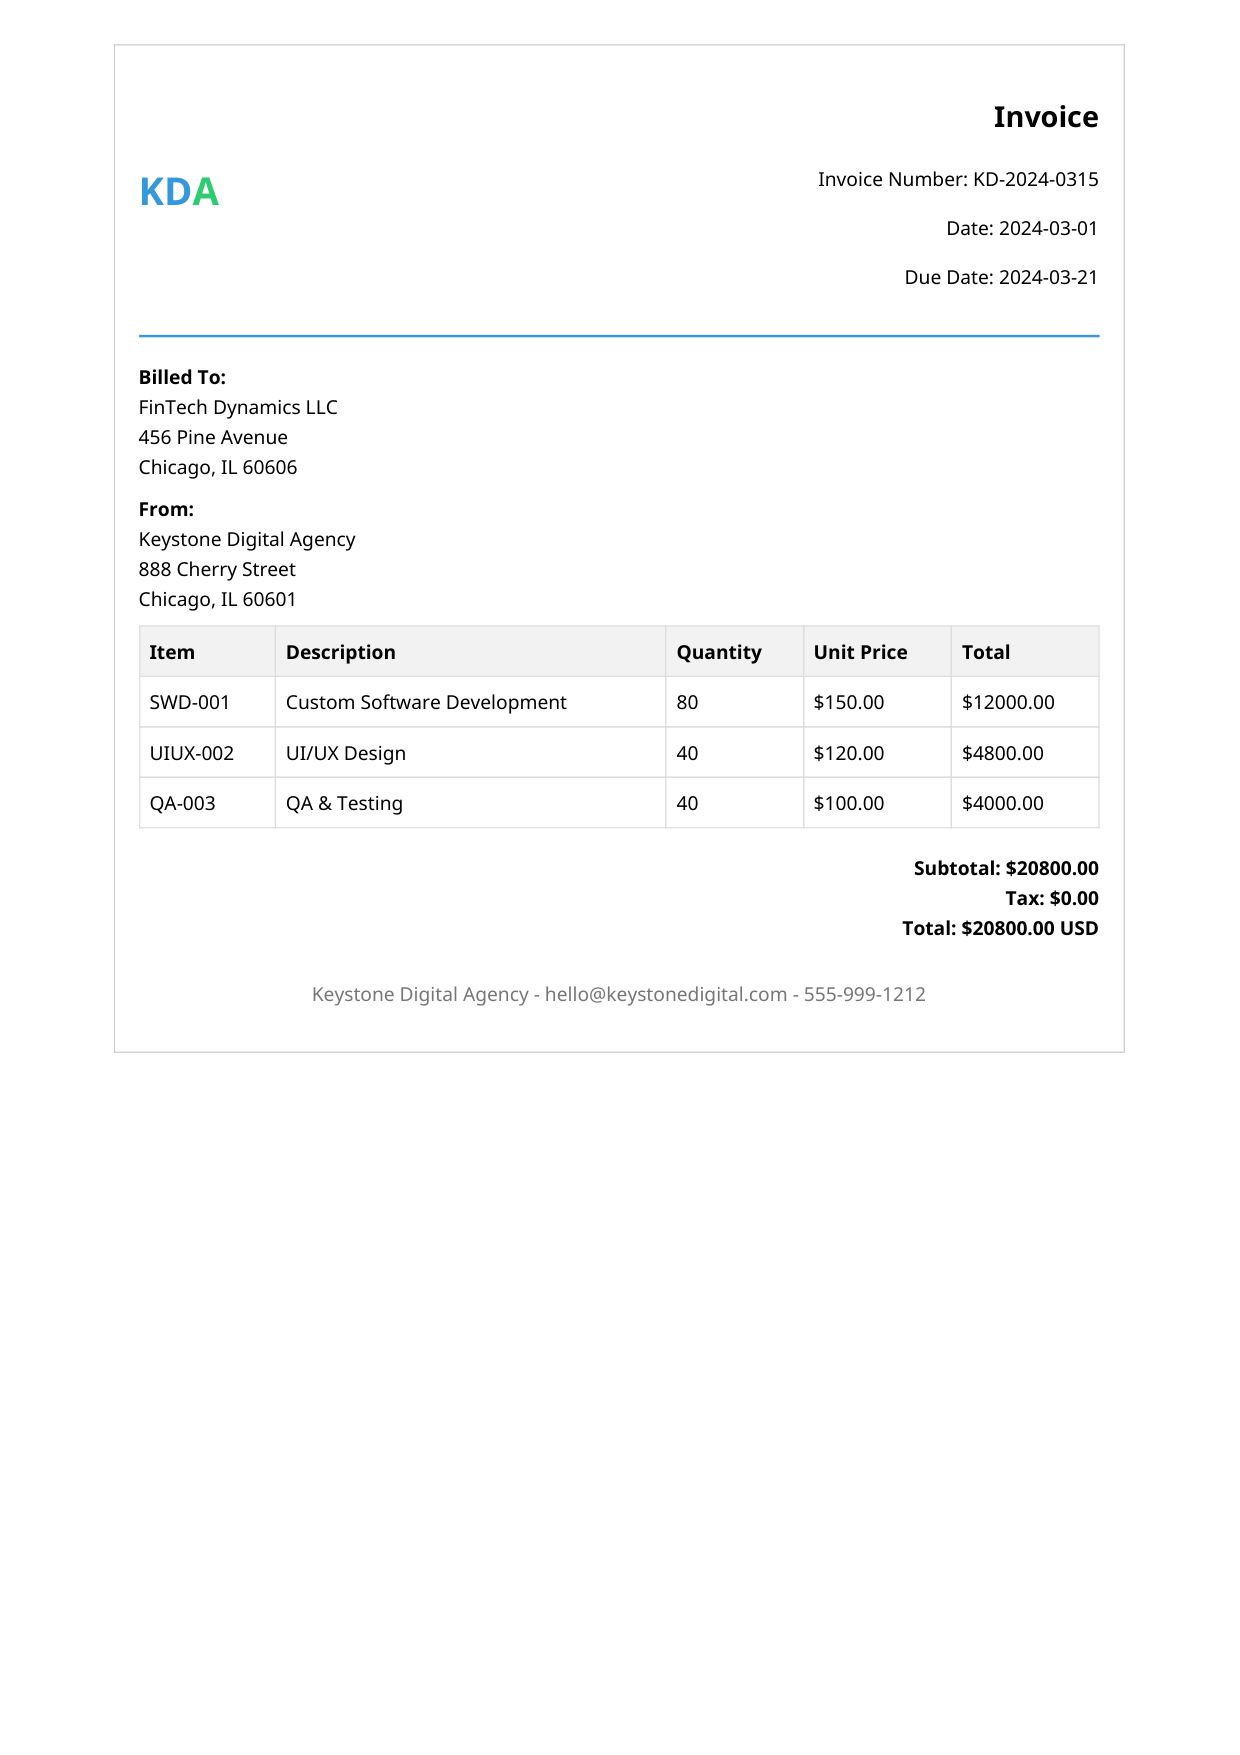 Invoice
KDA
Invoice Number: KD-2024-0315
Date: 2024-03-01
Due Date: 2024-03-21
Billed To:
FinTech Dynamics LLC
456 Pine Avenue
Chicago, IL 60606
From:
Keystone Digital Agency
888 Cherry Street
Chicago, IL 60601
Item Description Quantity Unit Price Total
SWD-001 Custom Software Development 80 $150.00 $12000.00
UIUX-002 UI/UX Design 40 $120.00 $4800.00
QA-003 QA & Testing 40 $100.00 $4000.00
Subtotal: $20800.00
Tax: $0.00
Total: $20800.00 USD
Keystone Digital Agency - hello@keystonedigital.com - 555-999-1212